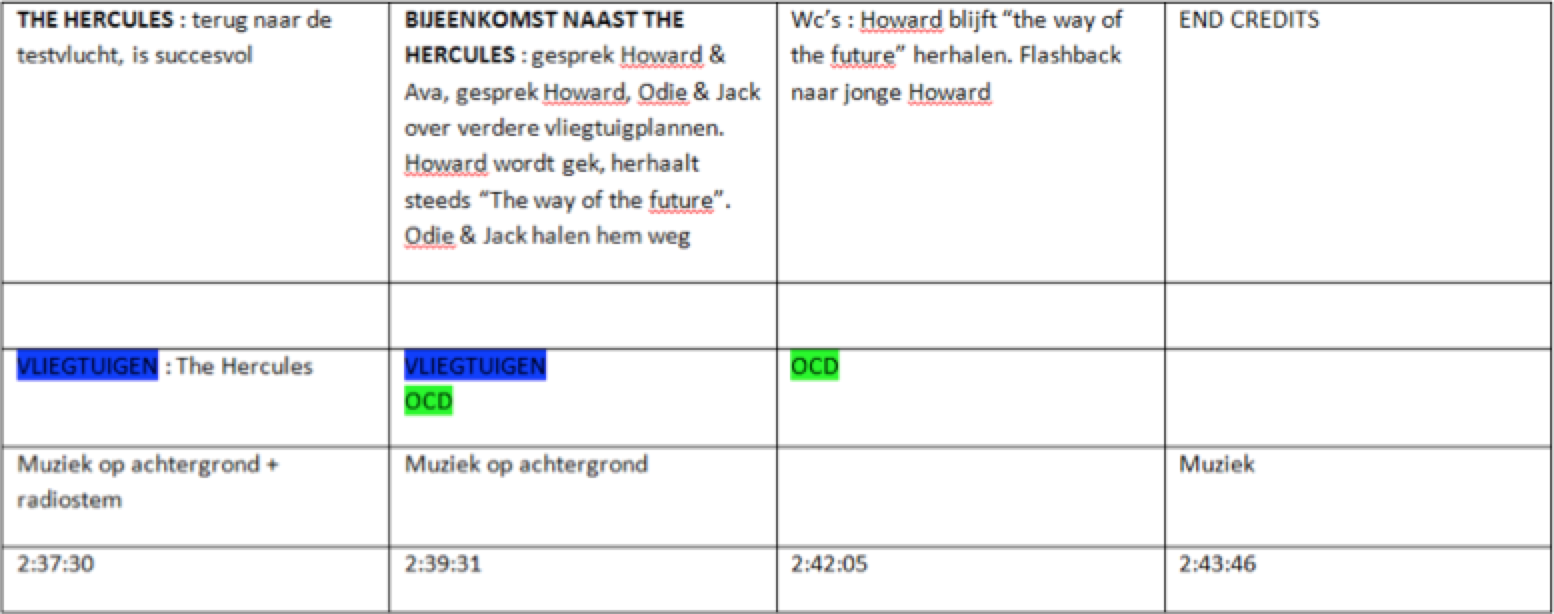 THE HERCULES : terug naar de
testvlucht, is succesvol
BIJEENKOMST NAAST THE
HERCULES : gesprek Howard &
Ava, gesprek Howard, Odie & Jack
over verdere vliegtuigplannen.
Howard wordt gek, herhaalt
steeds “The way of the future”.
Odie & Jack halen hem weg
Wc’s : Howard blijft “the way of
the future” herhalen. Flashback
naar jonge Howard
END CREDITS
VLIEGTUIGEN : The Hercules
VLIEGTUIGEN
OCD
OCD
Muziek op achtergrond +
radiostem
Muziek op achtergrond
Muziek
2:37:30
2:39:31
2:42:05
2:43:46